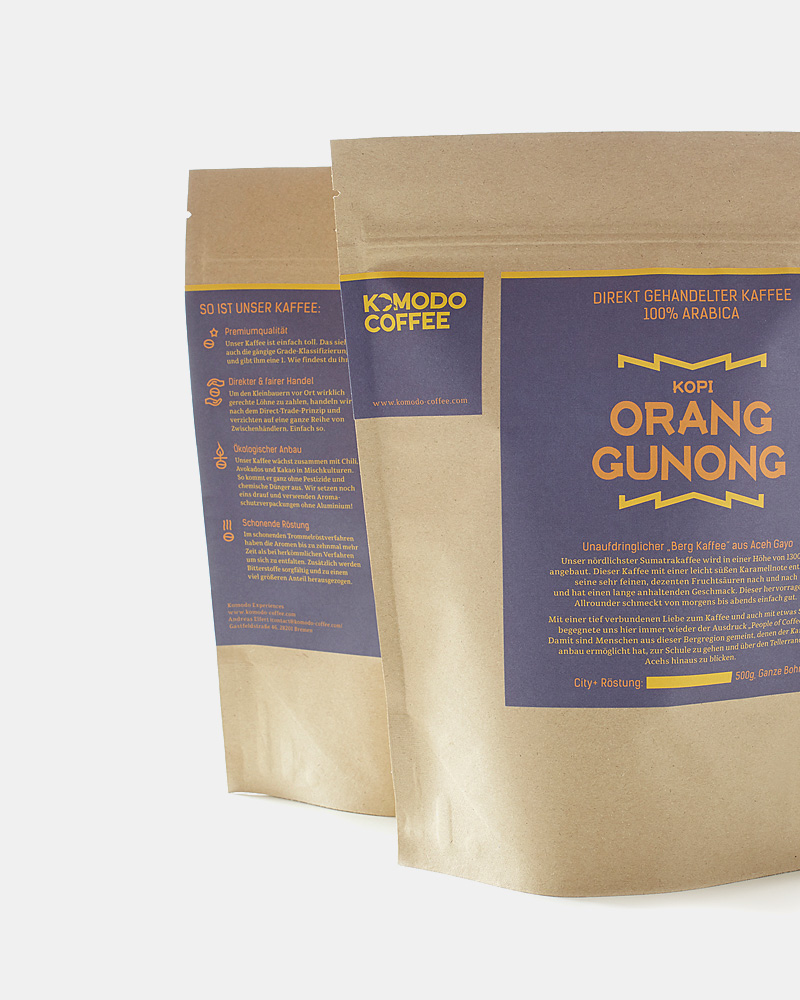 SO IST UNSER KAFFEE:
Premiumqualität
Unser Kaffee ist einfach toll. Das
auch die gängige Grade-Klassifizierung
und gibt ihm eine 1. Wie findest du
Direkter & fairer Handel
Um den Kleinbauern vor Ort wirklich
gerechte Löhne zu zahlen, handeln wir
nach dem Direct-Trade-Prinzip und
verzichten auf eine ganze Reihe von
Zwischenhändlern. Einfach so.
Ökologischer Anbau
Unser Kaffee wächst zusammen mit Chili,
Avokados und Kakao in Mischkulturen.
So kommt er ganz ohne Pestizide und
chemische Dünger aus. Wir setzen noch
eins drauf und verwenden Aroma-
schutzverpackungen ohne Aluminium!
Schonende Röstung
Im schonenden Trommelröstverfahren
haben die Aromen bis zu zehnmal mehr
Zeit als bei herkömmlichen Verfahren
um sich zu entfalten. Zusätzlich werden
Bitterstoffe sorgfältig und zu einem
viel größeren Anteil herausgezogen.
www.komodo-coffee.com
KOMODO
COFFEE
www.komodo-coffee.com
DIREKT GEHANDELTER KAFFEE
100% ARABICA
KOPI
ORANG
GUNONG
Unaufdringlicher „Berg Kaffee" aus Aceh Gayo
Unser nördlichster Sumatrakaffee wird in einer Höhe von 1300
angebaut. Dieser Kaffee mit einer leicht süßen Karamellnote
seine sehr feinen, dezenten Fruchtsäuren nach und nach
und hat einen lange anhaltenden Geschmack. Dieser
Allrounder schmeckt von morgens bis abends einfach gut.
Mit einer tief verbundenen Liebe zum Kaffee und auch mit etwas
begegnete uns hier immer wieder der Ausdruck „People of
Damit sind Menschen aus dieser Bergregion gemeint, denen der
anbau ermöglicht hat, zur Schule zu gehen und über den
Acehs hinaus zu blicken.
City+ Röstung:
500g, Ganze